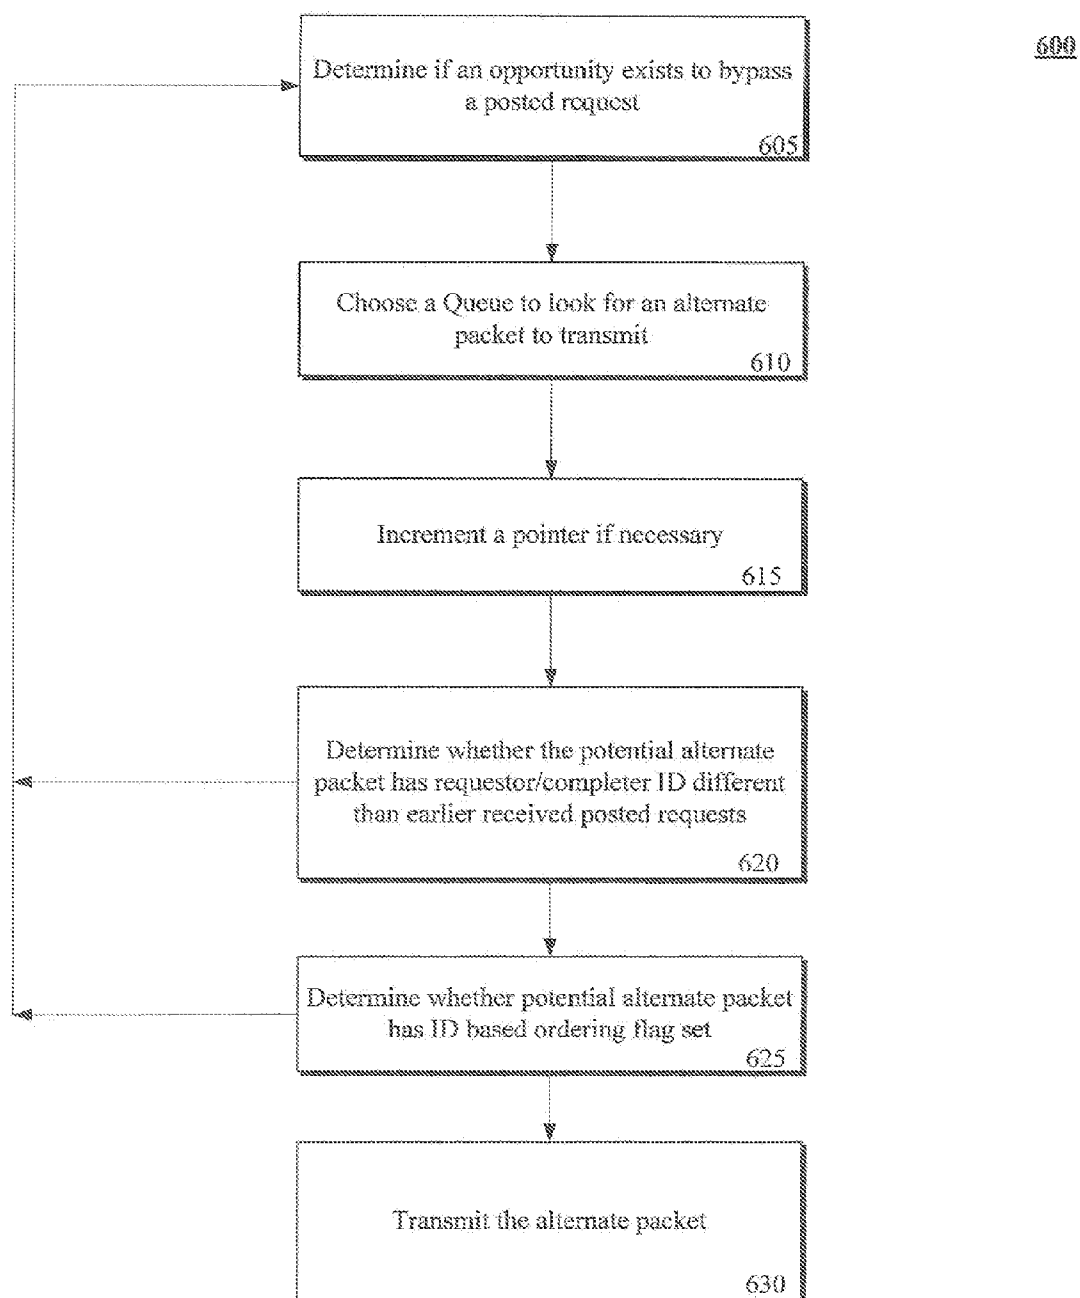 600
Determine if an opportunity exists to bypass
a posted request
605
Choose a Queue to look for an alternate
packet to transmit
610
Increment a pointer if necessary
615
Determine whether the potential alternate
packet has requestor/completer ID different
than earlier received posted requests
620
Determine whether potential alternate packet
has ID based ordering flag set
625
Transmit the alternate packet
630